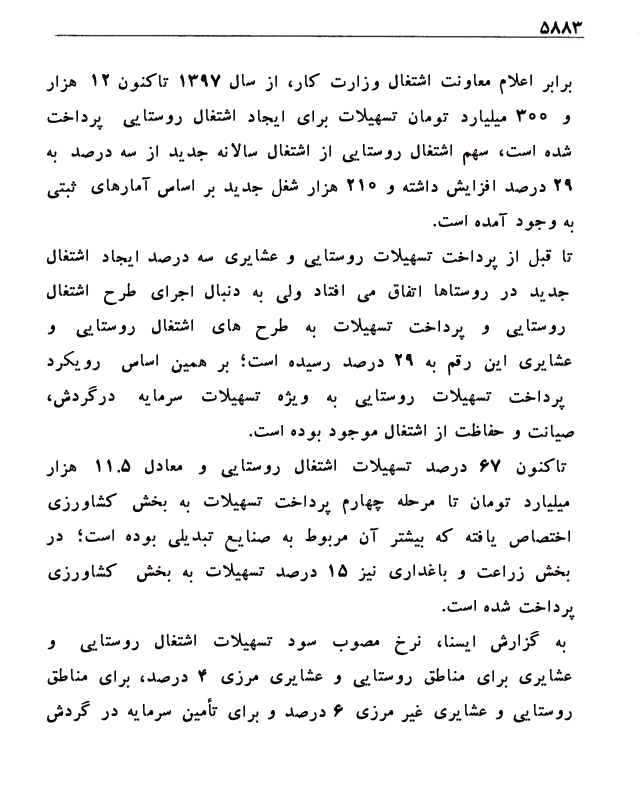 ۵۸۸۳
برابر اعلام معاونت اشتغال وزارت کار، از سال ۱۳۹۷ تاکنون ۱۲ هزار
و ۳۰۰ میلیارد تومان تسهیلات برای ایجاد اشتغال روستایی پرداخت
شده است، سهم اشتغال روستایی از اشتغال سالانه جدید از سه درصد به
۲۹ درصد افزایش داشته و ۲۱۰ هزار شغل جدید بر اساس آمارهای ثبتی
به وجود آمده است.
تا قبل از پرداخت تسهیلات روستایی و عشایری سه درصد ایجاد اشتغال
جدید در روستاها اتفاق می افتاد ولی به دنبال اجرای طرح اشتغال
روستایی و پرداخت تسهیلات به طرح های اشتغال روستایی و
عشایری این رقم به ۲۹ درصد رسیده است؛ بر همین اساس رویکرد
پرداخت تسهیلات روستایی به ویژه تسهیلات سرمایه درگردش،
صیانت و حفاظت از اشتغال موجود بوده است.
تاکنون ۶۷ درصد تسهیلات اشتغال روستایی و معادل ۱۱.۵ هزار
میلیارد تومان تا مرحله چهارم پرداخت تسهیلات به بخش کشاورزی
اختصاص یافته که بیشتر آن مربوط به صنایع تبدیلی بوده است؛ در
بخش زراعت و باغداری نیز ۱۵ درصد تسهیلات به بخش کشاورزی
پرداخت شده است.
به گزارش ایسنا، نرخ مصوب سود تسهیلات اشتغال روستایی و
عشایری برای مناطق روستایی و عشایری مرزی ۴ درصد، برای مناطق
روستایی و عشایری غیر مرزی ۶ درصد و برای تأمین سرمایه در گردش